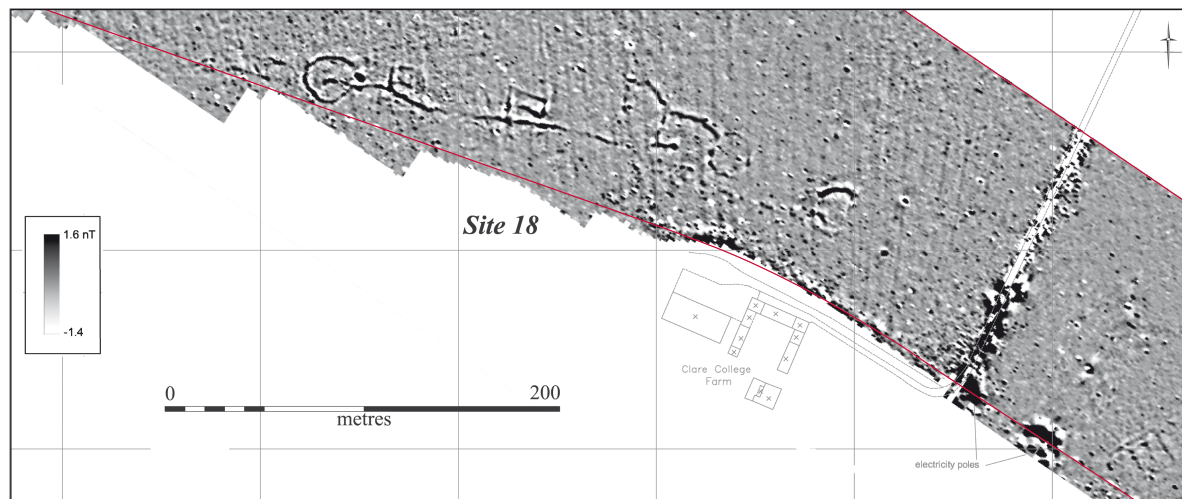 Site 18
1.6 nT
-1.4
Clare College
Farm
0
200
metres
electricity poles